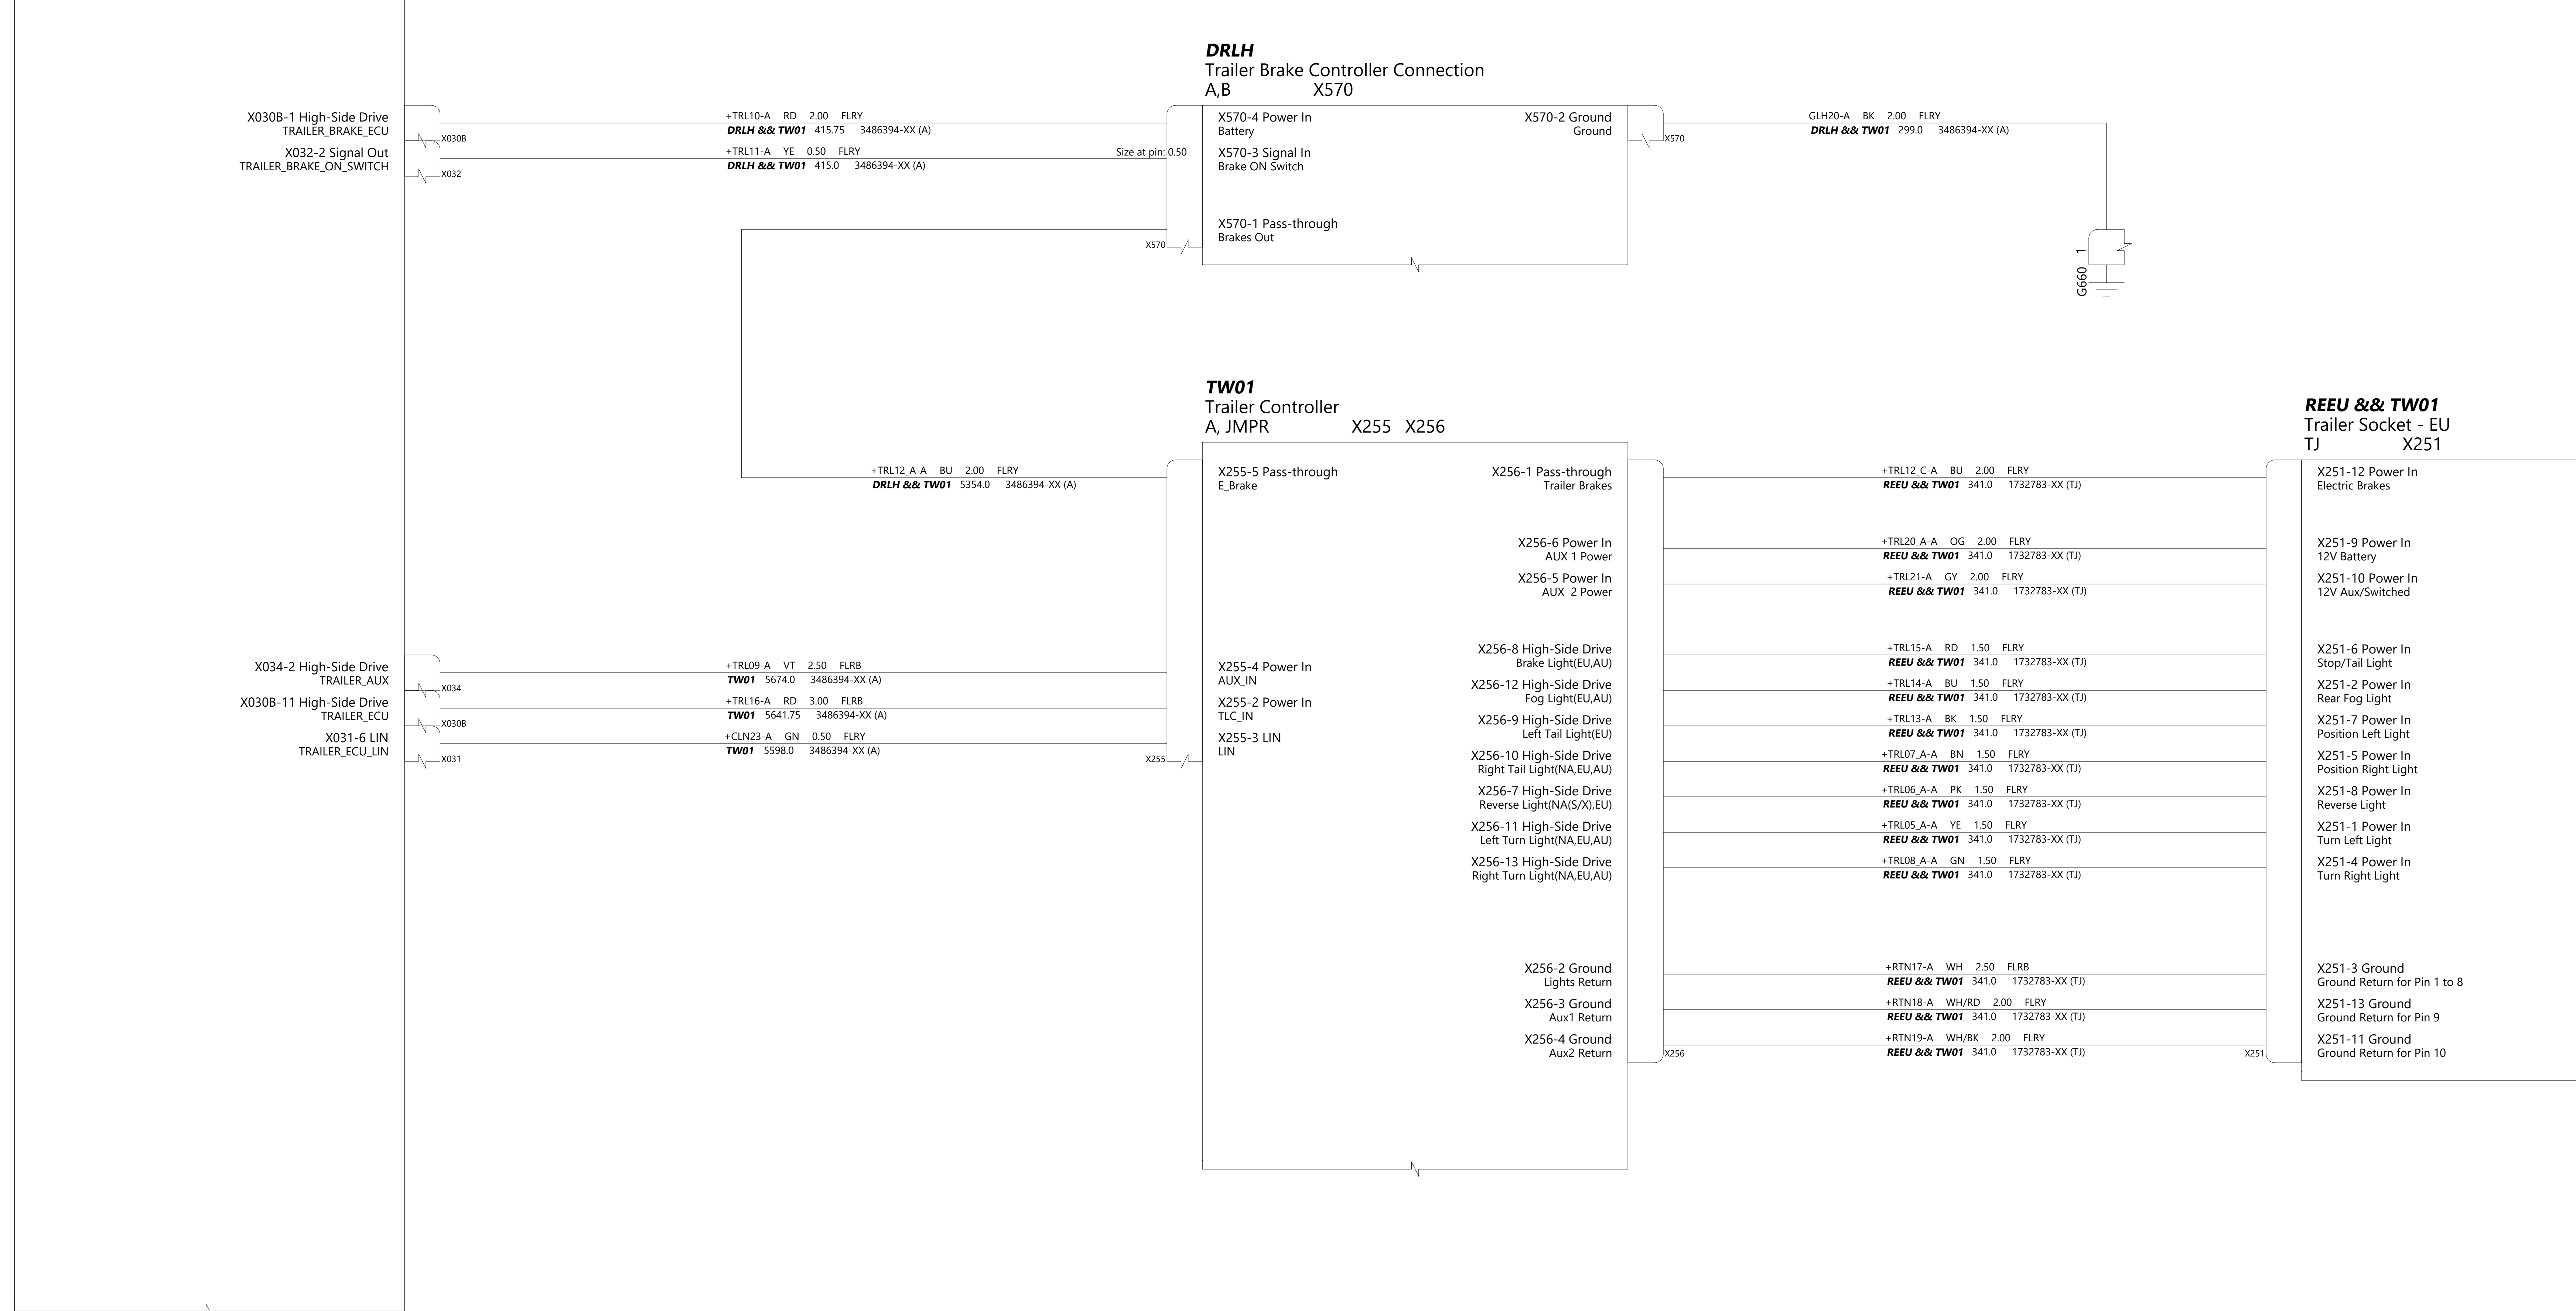 DRLH
Trailer Brake Controller Connection
A,B X570
X030B-1 High-Side Drive
TRAILER_BRAKE_ECU
X030B
X032-2 Signal Out
TRAILER_BRAKE_ON_SWITCH
X032
+TRL10-A RD 2.00 FLRY
DRLH && TW01 415.75 3486394-XX (A)
+TRL11-A YE 0.50 FLRY
DRLH && TW01 415.0 3486394-XX (A)
Size at pin: 0.50
X570-4 Power In
Battery
X570-3 Signal In
Brake ON Switch
X570-1 Pass-through
Brakes Out
X570
X570-2 Ground
Ground
X570
GLH20-A BK 2.00 FLRY
DRLH && TW01 299.0 3486394-XX (A)
G660 1
TW01
Trailer Controller
A, JMPR X255 X256
REEU && TW01
Trailer Socket - EU
TJ X251
+TRL12_A-A BU 2.00 FLRY
DRLH && TW01 5354.0 3486394-XX (A)
X255-5 Pass-through
E_Brake
X034-2 High-Side Drive
TRAILER_AUX
X034
X030B-11 High-Side Drive
TRAILER_ECU
X030B
X031-6 LIN
TRAILER_ECU_LIN
X031
+TRL09-A VT 2.50 FLRB
TW01 5674.0 3486394-XX (A)
+TRL16-A RD 3.00 FLRB
TW01 5641.75 3486394-XX (A)
+CLN23-A GN 0.50 FLRY
TW01 5598.0 3486394-XX (A)
X255-4 Power In
AUX_IN
X255-2 Power In
TLC_IN
X255-3 LIN
LIN
X255
X256-1 Pass-through
Trailer Brakes
X256-6 Power In
AUX 1 Power
X256-5 Power In
AUX 2 Power
X256-8 High-Side Drive
Brake Light(EU,AU)
X256-12 High-Side Drive
Fog Light(EU,AU)
X256-9 High-Side Drive
Left Tail Light(EU)
X256-10 High-Side Drive
Right Tail Light(NA,EU,AU)
X256-7 High-Side Drive
Reverse Light(NA(S/X),EU)
X256-11 High-Side Drive
Left Turn Light(NA,EU,AU)
X256-13 High-Side Drive
Right Turn Light(NA,EU,AU)
X256-2 Ground
Lights Return
X256-3 Ground
Aux1 Return
X256-4 Ground
Aux2 Return
X256
+TRL12_C-A BU 2.00 FLRY
REEU && TW01 341.0 1732783-XX (TJ)
+TRL20_A-A OG 2.00 FLRY
REEU && TW01 341.0 1732783-XX (TJ)
+TRL21-A GY 2.00 FLRY
REEU && TW01 341.0 1732783-XX (TJ)
+TRL15-A RD 1.50 FLRY
REEU && TW01 341.0 1732783-XX (TJ)
+TRL14-A BU 1.50 FLRY
REEU && TW01 341.0 1732783-XX (TJ)
+TRL13-A BK 1.50 FLRY
REEU && TW01 341.0 1732783-XX (TJ)
+TRL07_A-A BN 1.50 FLRY
REEU && TW01 341.0 1732783-XX (TJ)
+TRL06_A-A PK 1.50 FLRY
REEU && TW01 341.0 1732783-XX (TJ)
+TRL05_A-A YE 1.50 FLRY
REEU && TW01 341.0 1732783-XX (TJ)
+TRL08_A-A GN 1.50 FLRY
REEU && TW01 341.0 1732783-XX (TJ)
+RTN17-A WH 2.50 FLRB
REEU && TW01 341.0 1732783-XX (TJ)
+RTN18-A WH/RD 2.00 FLRY
REEU && TW01 341.0 1732783-XX (TJ)
+RTN19-A WH/BK 2.00 FLRY
REEU && TW01 341.0 1732783-XX (TJ)
X251
X251-12 Power In
Electric Brakes
X251-9 Power In
12V Battery
X251-10 Power In
12V Aux/Switched
X251-6 Power In
Stop/Tail Light
X251-2 Power In
Rear Fog Light
X251-7 Power In
Position Left Light
X251-5 Power In
Position Right Light
X251-8 Power In
Reverse Light
X251-1 Power In
Turn Left Light
X251-4 Power In
Turn Right Light
X251-3 Ground
Ground Return for Pin 1 to 8
X251-13 Ground
Ground Return for Pin 9
X251-11 Ground
Ground Return for Pin 10